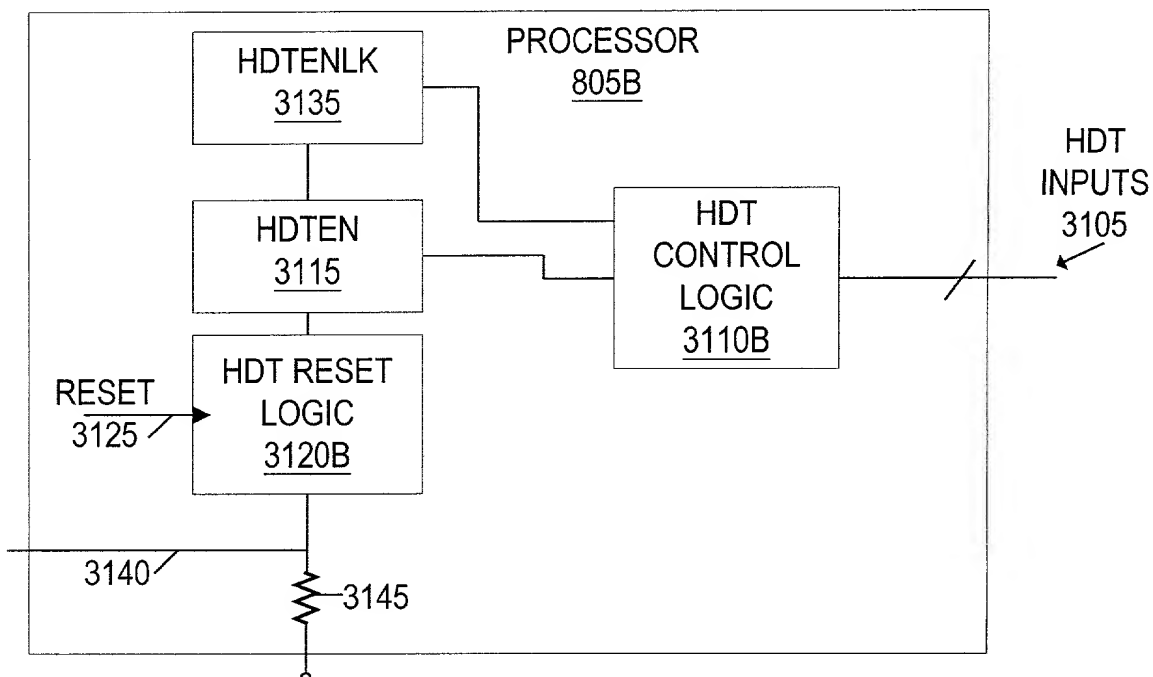 PROCESSOR
805B
HDTENLK
3135
HDTEN
3115
HDT RESET
LOGIC
3120B
RESET
3125
HDT
CONTROL
LOGIC
3110B
HDT
INPUTS
3105
3140
3145